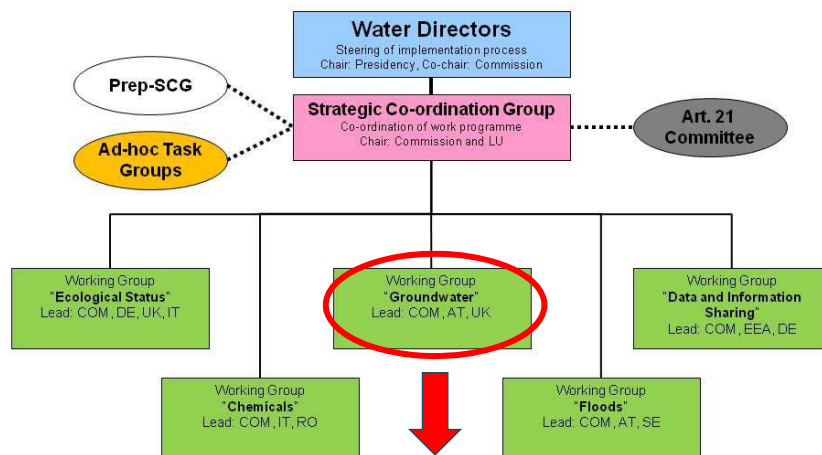 Water Directors
Steering of implementation process
Chair: Presidency, Co-chair: Commission
Prep-SCG
Strategic Co-ordination Group
Co-ordination of work programme
Chair: Commission and LU
Art. 21
Committee
Ad-hoc Task
Groups
Working Group
"Ecological Status"
Lead: COM, DE, UK, IT
Working Group
"Groundwater"
Lead: COM, AT, UK
Working Group
"Data and Information
Sharing"
Lead: COM, EEA, DE
Working Group
"Chemicals"
Lead: COM, IT, RO
Working Group
"Floods"
Lead: COM, AT, SE